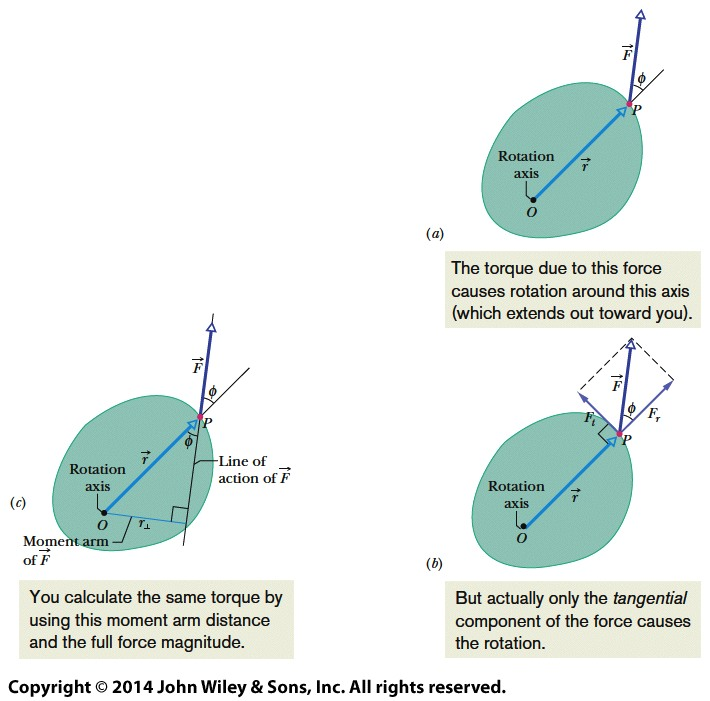 F
ϕ
P
Rotation
axis
r
O
(a)
The torque due to this force
causes rotation around this axis
(which extends out toward you).
F
ϕ
Fr
Ft
P
Rotation
axis
r
O
(b)
But actually only the tangential
component of the force causes
the rotation.
F
ϕ
P
ϕ
r
Rotation
axis
Line of
action of F
(c)
O
r⊥
Moment arm
of F
You calculate the same torque by
using this moment arm distance
and the full force magnitude.
Copyright © 2014 John Wiley & Sons, Inc. All rights reserved.